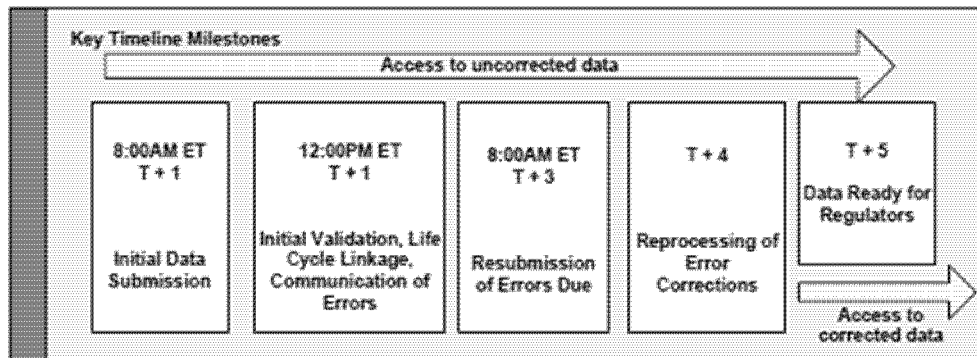 Key Timeline Milestones
Access to uncorrected data
8:00AM ET
T + 1
Initial Data
Submission
12:00PM ET
T + 1
Initial Validation, Life
Cycle Linkage,
Communication of
Errors
8:00AM ET
T + 3
Resubmission
of Errors Due
T + 4
Reprocessing of
Error
Corrections
T + 5
Data Ready for
Regulators
Access to
corrected data